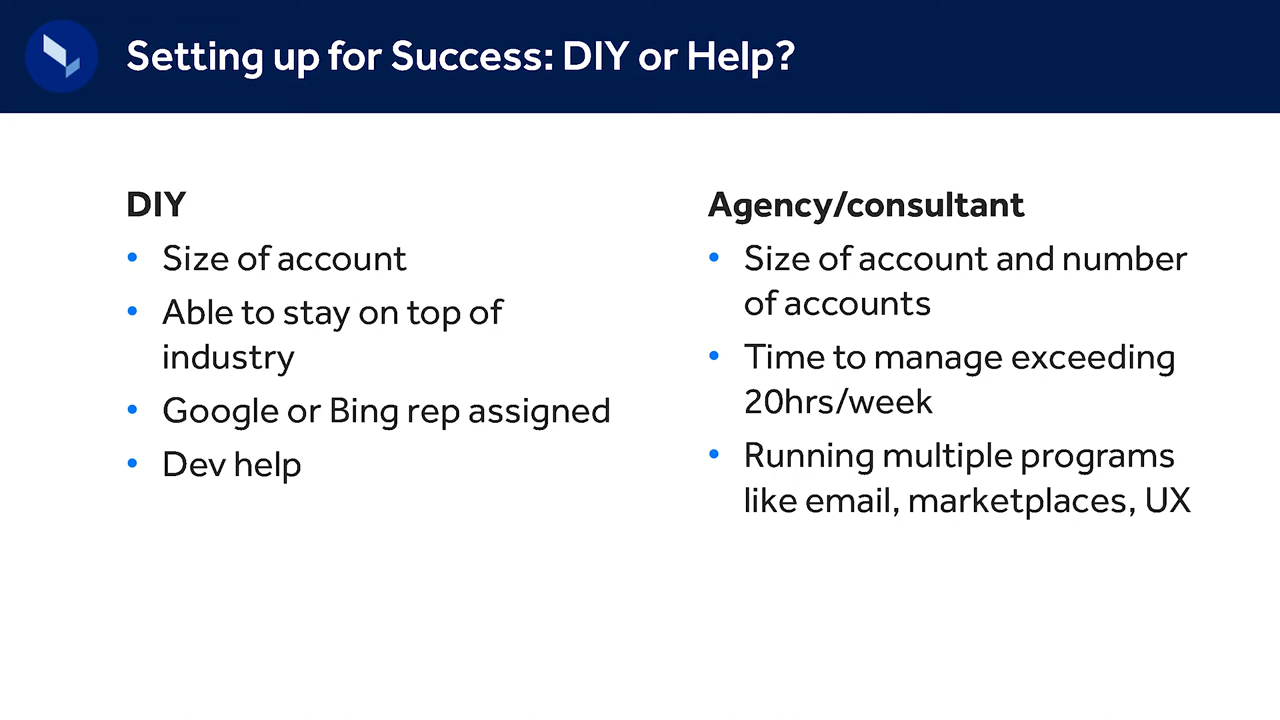 Setting up for Success: DIY or Help?
DIY
• Size of account
• Able to stay on top of
industry
• Google or Bing rep assigned
• Dev help
Agency/consultant
• Size of account and number
of accounts
• Time to manage exceeding
20hrs/week
• Running multiple programs
like email, marketplaces, UX